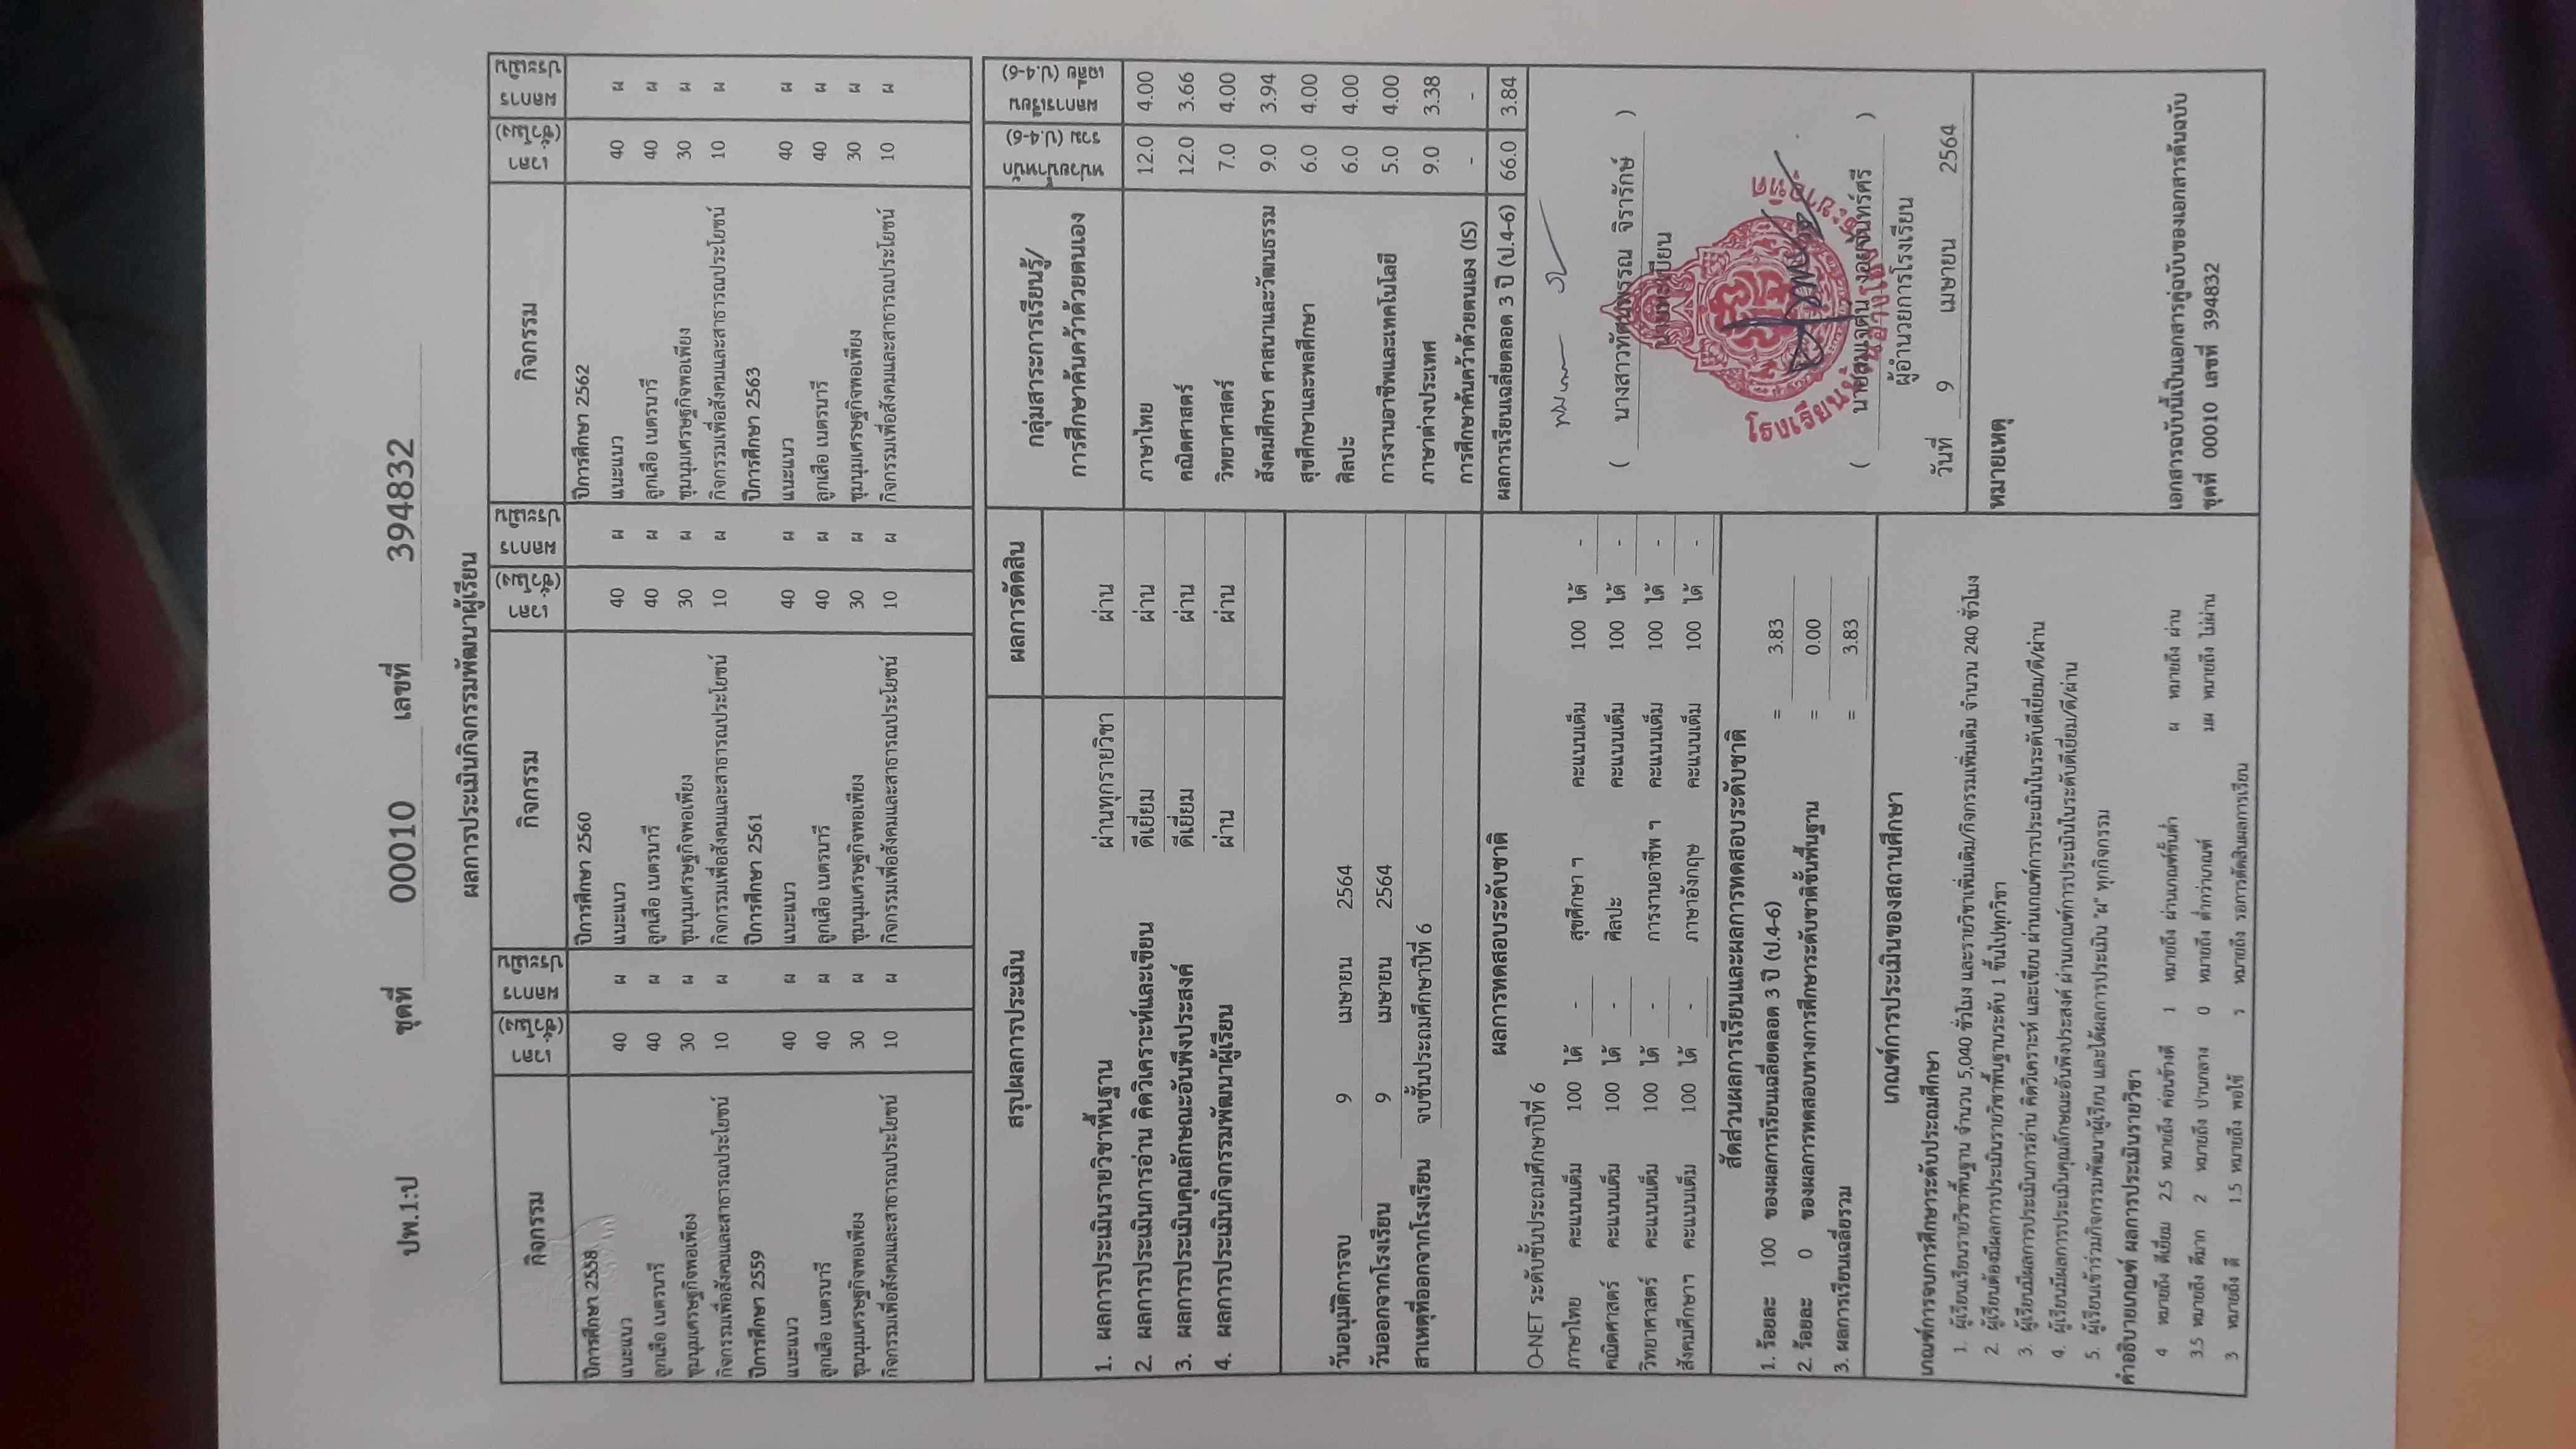 ปพ.1:ป ชุดที่ 00010 เลขที่ 394832
ผลการประเมินกิจกรรมพัฒนาผู้เรียน
กิจกรรม เวลา (ชั่วโมง) ผลการประเมิน กิจกรรม เวลา (ชั่วโมง) ผลการประเมิน กิจกรรม เวลา (ชั่วโมง) ผลการประเมิน
ปีการศึกษา 2558 ปีการศึกษา 2560 ปีการศึกษา 2562
แนะแนว 40 ผ แนะแนว 40 ผ แนะแนว 40 ผ
ลูกเสือ เนตรนารี 40 ผ ลูกเสือ เนตรนารี 40 ผ ลูกเสือ เนตรนารี 40 ผ
ชุมนุมเศรษฐกิจพอเพียง 30 ผ ชุมนุมเศรษฐกิจพอเพียง 30 ผ ชุมนุมเศรษฐกิจพอเพียง 30 ผ
กิจกรรมเพื่อสังคมและสาธารณประโยชน์ 10 ผ กิจกรรมเพื่อสังคมและสาธารณประโยชน์ 10 ผ กิจกรรมเพื่อสังคมและสาธารณประโยชน์ 10 ผ
ปีการศึกษา 2559 ปีการศึกษา 2561 ปีการศึกษา 2563
แนะแนว 40 ผ แนะแนว 40 ผ แนะแนว 40 ผ
ลูกเสือ เนตรนารี 40 ผ ลูกเสือ เนตรนารี 40 ผ ลูกเสือ เนตรนารี 40 ผ
ชุมนุมเศรษฐกิจพอเพียง 30 ผ ชุมนุมเศรษฐกิจพอเพียง 30 ผ ชุมนุมเศรษฐกิจพอเพียง 30 ผ
กิจกรรมเพื่อสังคมและสาธารณประโยชน์ 10 ผ กิจกรรมเพื่อสังคมและสาธารณประโยชน์ 10 ผ กิจกรรมเพื่อสังคมและสาธารณประโยชน์ 10 ผ
สรุปผลการประเมิน ผลการตัดสิน
1. ผลการประเมินรายวิชาพื้นฐาน ผ่านทุกรายวิชา ผ่าน
2. ผลการประเมินการอ่าน คิดวิเคราะห์และเขียน ดีเยี่ยม ผ่าน
3. ผลการประเมินคุณลักษณะอันพึงประสงค์ ดีเยี่ยม ผ่าน
4. ผลการประเมินกิจกรรมพัฒนาผู้เรียน ผ่าน ผ่าน
วันอนุมัติการจบ 9 เมษายน 2564
วันออกจากโรงเรียน 9 เมษายน 2564
สาเหตุที่ออกจากโรงเรียน จบชั้นประถมศึกษาปีที่ 6
ผลการทดสอบระดับชาติ
O-NET ระดับชั้นประถมศึกษาปีที่ 6
ภาษาไทย คะแนนเต็ม 100 ได้ - สุขศึกษา ฯ คะแนนเต็ม 100 ได้ -
คณิตศาสตร์ คะแนนเต็ม 100 ได้ - ศิลปะ คะแนนเต็ม 100 ได้ -
วิทยาศาสตร์ คะแนนเต็ม 100 ได้ - การงานอาชีพ ฯ คะแนนเต็ม 100 ได้ -
สังคมศึกษาฯ คะแนนเต็ม 100 ได้ - ภาษาอังกฤษ คะแนนเต็ม 100 ได้ -
สัดส่วนผลการเรียนและผลการทดสอบระดับชาติ
1. ร้อยละ 100 ของผลการเรียนเฉลี่ยตลอด 3 ปี (ป.4-6) = 3.83
2. ร้อยละ 0 ของผลการทดสอบทางการศึกษาระดับชาติขั้นพื้นฐาน = 0.00
3. ผลการเรียนเฉลี่ยรวม = 3.83
เกณฑ์การประเมินของสถานศึกษา
เกณฑ์การจบการศึกษาระดับประถมศึกษา
1. ผู้เรียนเรียนรายวิชาพื้นฐาน จำนวน 5,040 ชั่วโมง และรายวิชาเพิ่มเติม/กิจกรรมเพิ่มเติม จำนวน 240 ชั่วโมง
2. ผู้เรียนต้องมีผลการประเมินรายวิชาพื้นฐานระดับ 1 ขึ้นไปทุกวิชา
3. ผู้เรียนมีผลการประเมินการอ่าน คิดวิเคราะห์ และเขียน ผ่านเกณฑ์การประเมินในระดับดีเยี่ยม/ดี/ผ่าน
4. ผู้เรียนมีผลการประเมินคุณลักษณะอันพึงประสงค์ ผ่านเกณฑ์การประเมินในระดับดีเยี่ยม/ดี/ผ่าน
5. ผู้เรียนเข้าร่วมกิจกรรมพัฒนาผู้เรียน และได้ผลการประเมิน "ผ" ทุกกิจกรรม
คำอธิบายเกณฑ์ ผลการประเมินรายวิชา
4 หมายถึง ดีเยี่ยม 2.5 หมายถึง ค่อนข้างดี 1 หมายถึง ผ่านเกณฑ์ขั้นต่ำ ผ หมายถึง ผ่าน
3.5 หมายถึง ดีมาก 2 หมายถึง ปานกลาง 0 หมายถึง ต่ำกว่าเกณฑ์ มผ หมายถึง ไม่ผ่าน
3 หมายถึง ดี 1.5 หมายถึง พอใช้ ร หมายถึง รอการตัดสินผลการเรียน
กลุ่มสาระการเรียนรู้/ หน่วยน้ำหนัก ผลการเรียน
การศึกษาค้นคว้าด้วยตนเอง รวม (ป.4-6) เฉลี่ย (ป.4-6)
ภาษาไทย 12.0 4.00
คณิตศาสตร์ 12.0 3.66
วิทยาศาสตร์ 7.0 4.00
สังคมศึกษา ศาสนาและวัฒนธรรม 9.0 3.94
สุขศึกษาและพลศึกษา 6.0 4.00
ศิลปะ 6.0 4.00
การงานอาชีพและเทคโนโลยี 5.0 4.00
ภาษาต่างประเทศ 9.0 3.38
การศึกษาค้นคว้าด้วยตนเอง (IS) - -
ผลการเรียนเฉลี่ยตลอด 3 ปี (ป.4-6) 66.0 3.84
( นางสาวทัศนพรรณ จิรารักษ์ )
นายทะเบียน
( นายสมเจตน์ งอยจันทร์ศรี )
ผู้อำนวยการโรงเรียน
วันที่ 9 เมษายน 2564
หมายเหตุ
เอกสารฉบับนี้เป็นเอกสารคู่ฉบับของเอกสารต้นฉบับ
ชุดที่ 00010 เลขที่ 394832